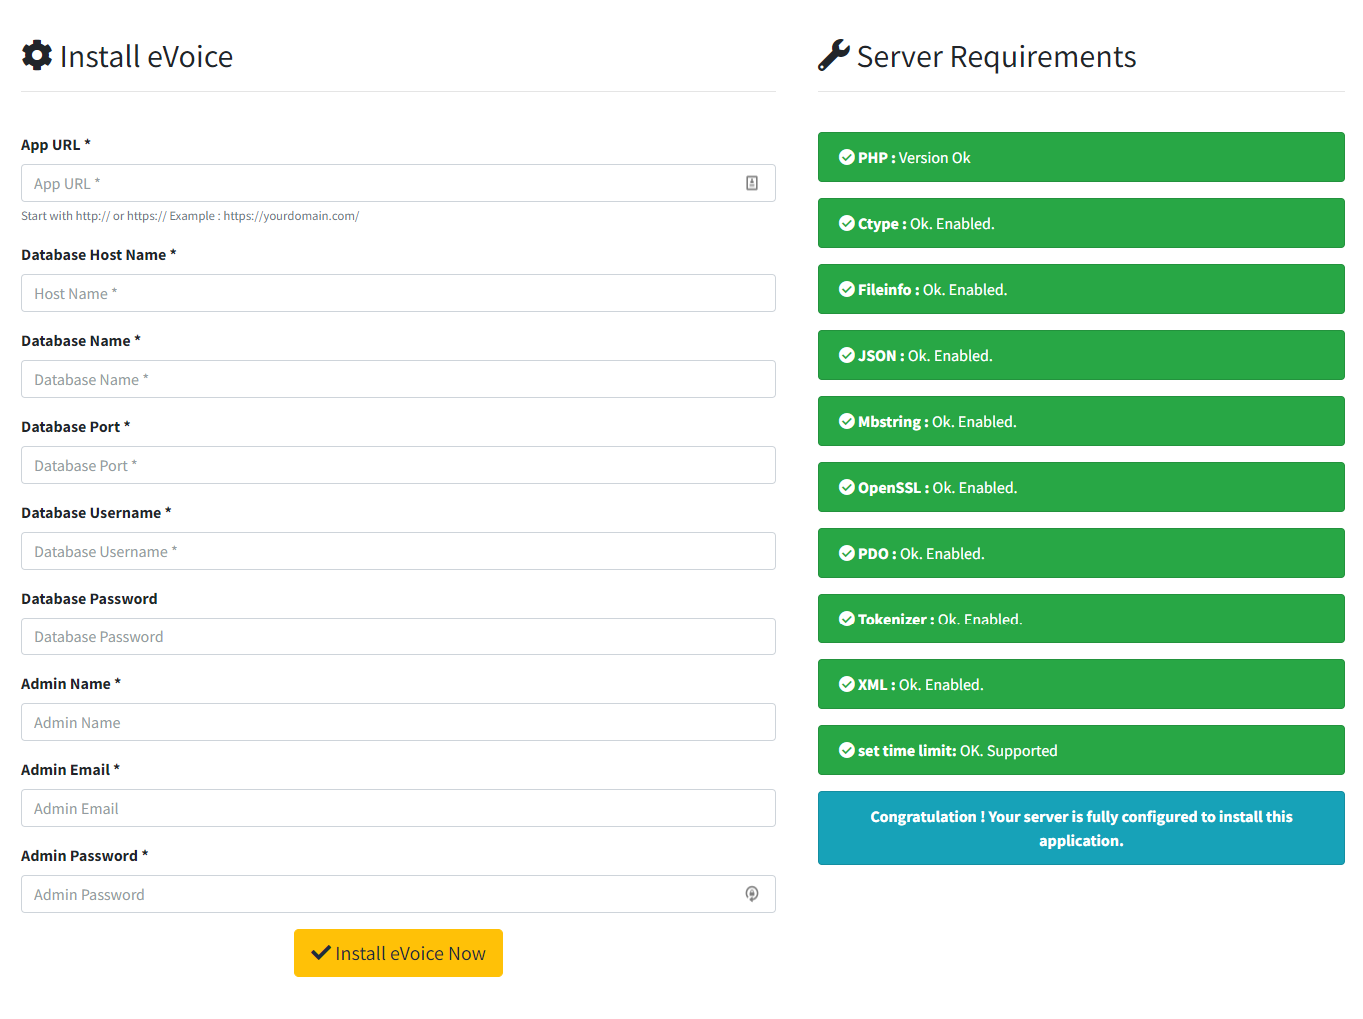 Install eVoice
App URL *
App URL *
Start with http:// or https:// Example : https://yourdomain.com/
Database Host Name *
Host Name *
Database Name *
Database Name *
Database Port *
Database Port *
Database Username *
Database Username *
Database Password
Database Password
Admin Name *
Admin Name
Admin Email *
Admin Email
Admin Password *
Admin Password
Install eVoice Now
Server Requirements
PHP : Version Ok
Ctype : Ok. Enabled.
Fileinfo : Ok. Enabled.
JSON : Ok. Enabled.
Mbstring : Ok. Enabled.
OpenSSL : Ok. Enabled.
PDO : Ok. Enabled.
Tokenizer : Ok. Enabled.
XML : Ok. Enabled.
set time limit: OK. Supported
Congratulation ! Your server is fully configured to install this
application.